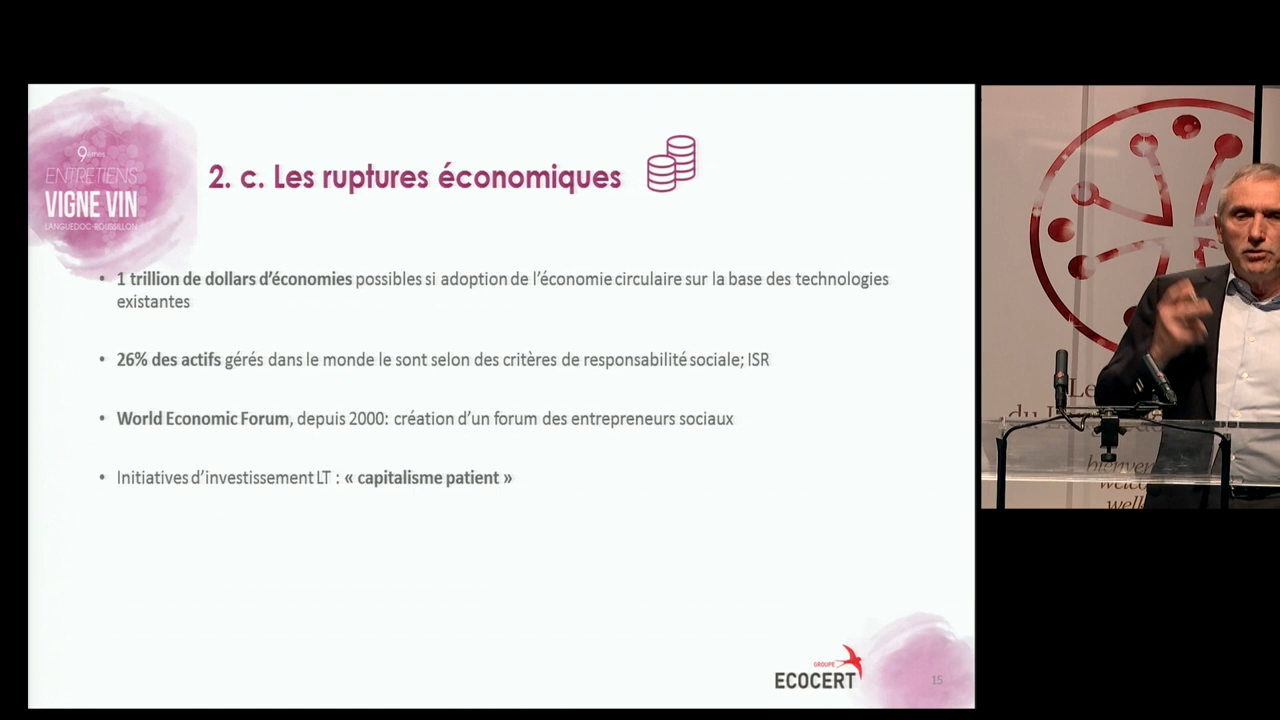 9èmes
ENTRETIENS
VIGNE VIN
LANGUEDOC-ROUSSILLON
2. c. Les ruptures économiques
• 1 trillion de dollars d'économies possibles si adoption de l'économie circulaire sur la base des technologies
existantes
• 26% des actifs gérés dans le monde le sont selon des critères de responsabilité sociale; ISR
• World Economic Forum, depuis 2000: création d'un forum des entrepreneurs sociaux
• Initiatives d'investissement LT : « capitalisme patient »
GROUPE
ECOCERT
15
Le
du